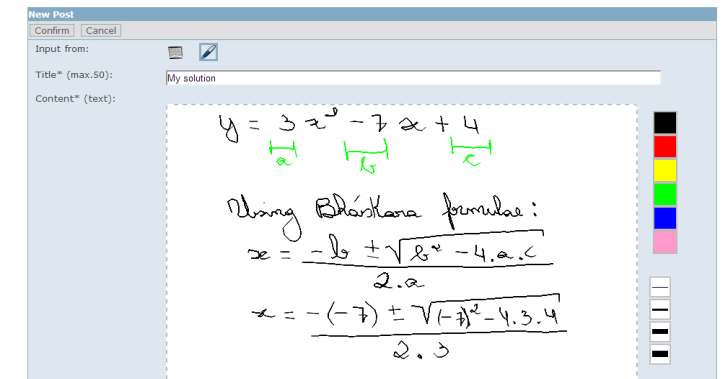 New Post
Confirm Cancel
Input from:
Title* (max.50): My solution
Content* (text):
y = 3x² - 7x + 4
a b c
Using Bháskara formulae:
x = -b ± √b² - 4.a.c
2.a
x = -(-7) ± √(-7)² - 4.3.4
2.3